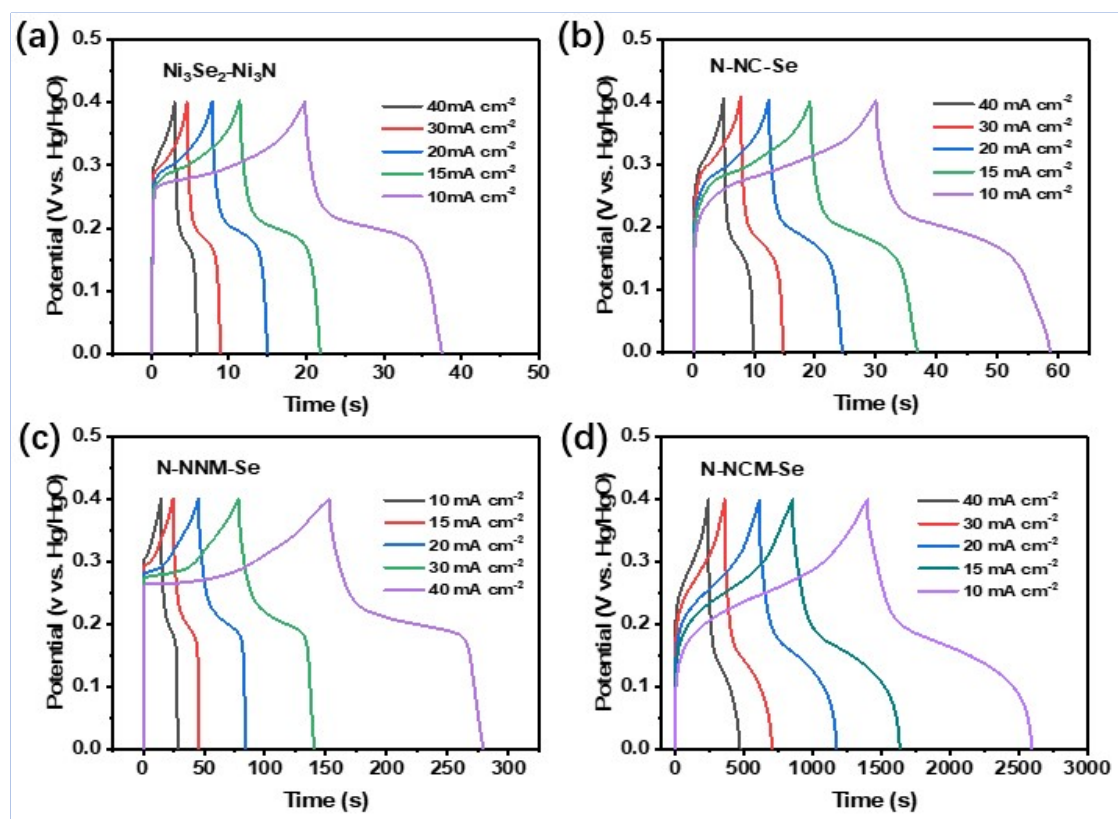 (a)
Ni₃Se₂-Ni₃N
40mA cm⁻²
30mA cm⁻²
20mA cm⁻²
15mA cm⁻²
10mA cm⁻²
Potential (V vs. Hg/HgO)
0.5
0.4
0.3
0.2
0.1
0.0
0 10 20 30 40 50
Time (s)
(b)
N-NC-Se
40 mA cm⁻²
30 mA cm⁻²
20 mA cm⁻²
15 mA cm⁻²
10 mA cm⁻²
Potential (V vs. Hg/HgO)
0.5
0.4
0.3
0.2
0.1
0.0
0 10 20 30 40 50 60
Time (s)
(c)
N-NNM-Se
10 mA cm⁻²
15 mA cm⁻²
20 mA cm⁻²
30 mA cm⁻²
40 mA cm⁻²
Potential (v vs. Hg/HgO)
0.5
0.4
0.3
0.2
0.1
0.0
0 50 100 150 200 250 300
Time (s)
(d)
N-NCM-Se
40 mA cm⁻²
30 mA cm⁻²
20 mA cm⁻²
15 mA cm⁻²
10 mA cm⁻²
Potential (V vs. Hg/HgO)
0.5
0.4
0.3
0.2
0.1
0.0
0 500 1000 1500 2000 2500 3000
Time (s)